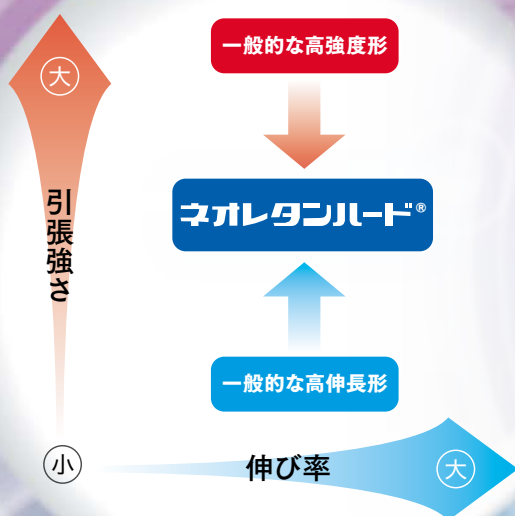 大
一般的な高強度形
引張強さ
ネオレタンハード®
一般的な高伸長形
小
伸び率
大